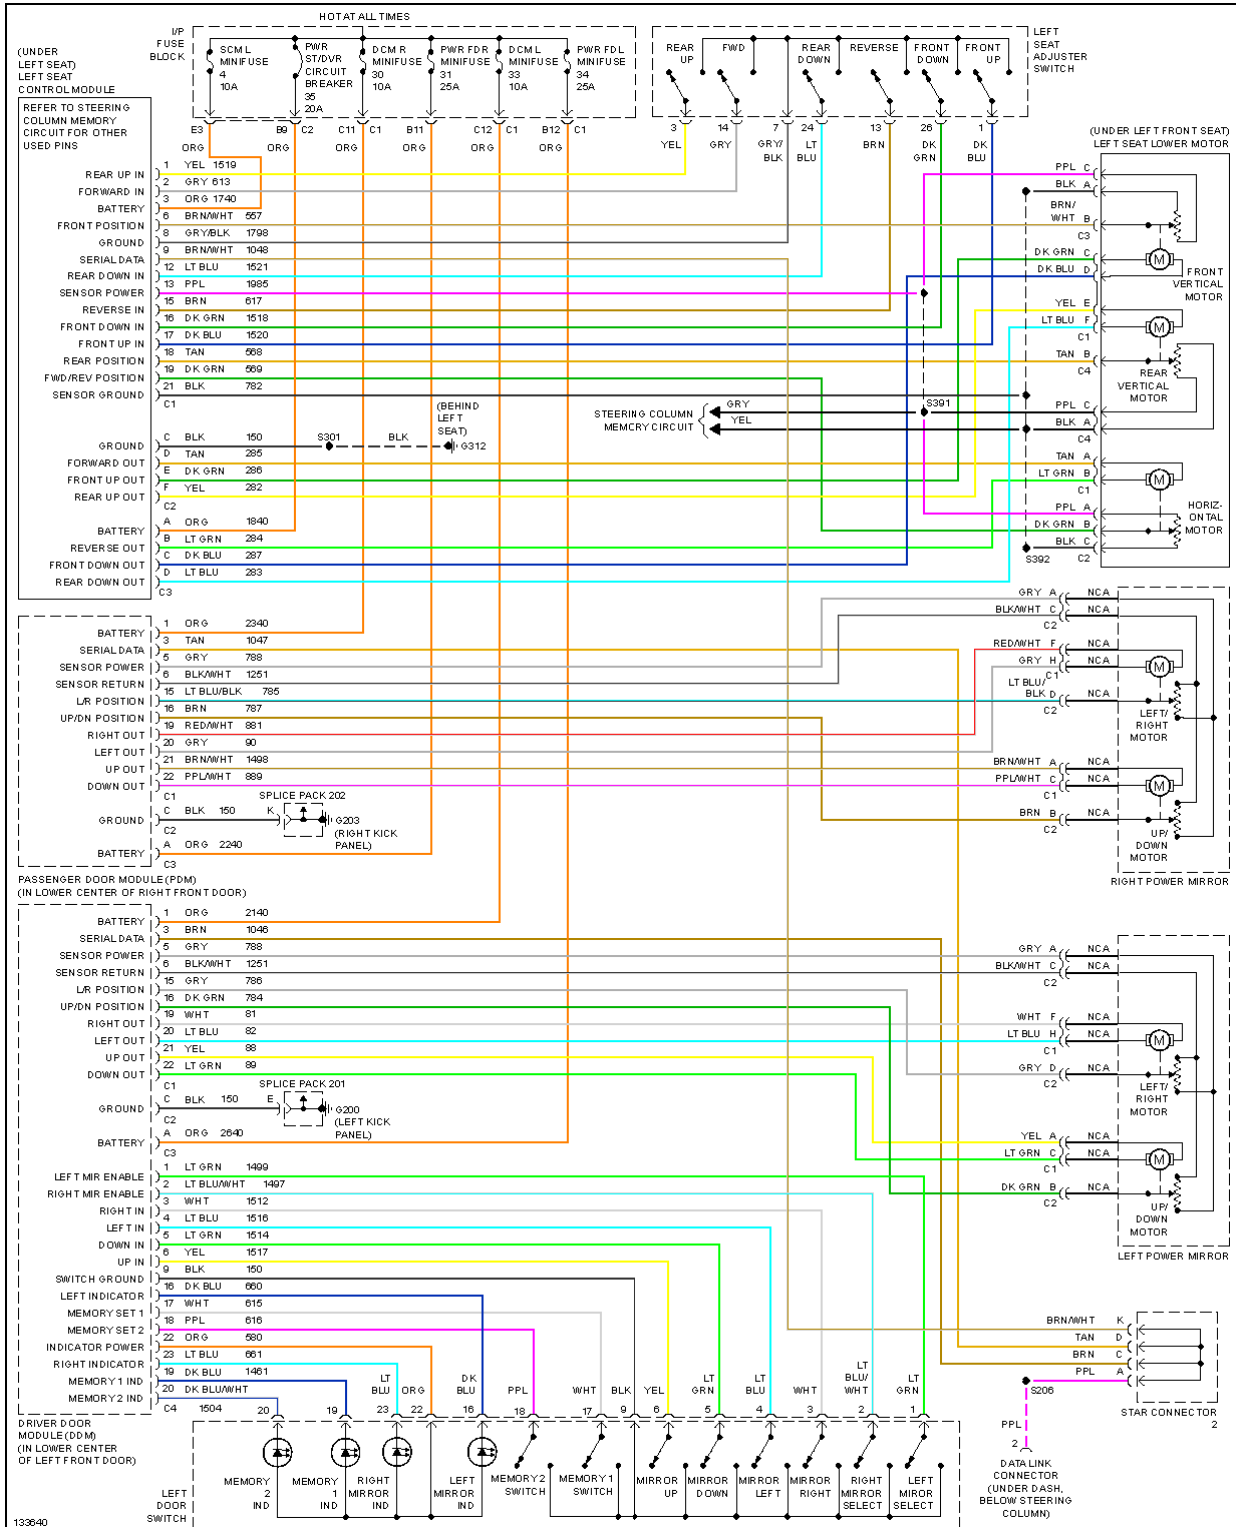 HOT AT ALL TIMES
I/P
FUSE
BLOCK
SCM L
MINIFUSE
4
10A
PWR
ST/DVR
CIRCUIT
BREAKER
35
20A
DCM R
MINIFUSE
30
10A
PWR FDR
MINIFUSE
31
25A
DCM L
MINIFUSE
33
10A
PWR FDL
MINIFUSE
34
25A
REAR
UP
FWD
REAR
DOWN
REVERSE
FRONT
DOWN
FRONT
UP
LEFT
SEAT
ADJUSTER
SWITCH
E3 B9 C2 C11 C1 B11 C12 C1 B12 C1
ORG ORG ORG ORG ORG ORG
3 14 7 24 13 26 1
YEL GRY GRY/
BLK
LT
BLU
BRN DK
GRN
DK
BLU
(UNDER
LEFT SEAT)
LEFT SEAT
CONTROL MODULE
REFER TO STEERING
COLUMN MEMORY
CIRCUIT FOR OTHER
USED PINS
REAR UP IN 1 YEL 1519
FORWARD IN 2 GRY 613
BATTERY 3 ORG 1740
FRONT POSITION 6 BRN/WHT 557
GROUND 8 GRY/BLK 1798
SERIAL DATA 9 BRN/WHT 1048
REAR DOWN IN 12 LT BLU 1521
SENSOR POWER 13 PPL 1985
REVERSE IN 15 BRN 617
FRONT DOWN IN 16 DK GRN 1518
FRONT UP IN 17 DK BLU 1520
REAR POSITION 18 TAN 568
FWD/REV POSITION 19 DK GRN 569
SENSOR GROUND 21 BLK 782
C1
GROUND C BLK 150 S301 BLK G312
(BEHIND
LEFT
SEAT)
FORWARD OUT D TAN 285
FRONT UP OUT E DK GRN 286
REAR UP OUT F YEL 282
C2
BATTERY A ORG 1840
REVERSE OUT B LT GRN 284
FRONT DOWN OUT C DK BLU 287
REAR DOWN OUT D LT BLU 283
C3
STEERING COLUMN
MEMORY CIRCUIT
GRY
YEL
S391
S392
(UNDER LEFT FRONT SEAT)
LEFT SEAT LOWER MOTOR
PPL C
BLK A
BRN/
WHT B
C3
DK GRN C
DK BLU D
M
FRONT
VERTICAL
MOTOR
YEL E
LT BLU F
C1
M
TAN B
C4
REAR
VERTICAL
MOTOR
PPL C
BLK A
C4
TAN A
LT GRN B
C1
M
PPL A
DK GRN B
BLK C
C2
HORIZ-
ONTAL
MOTOR
BATTERY 1 ORG 2340
SERIAL DATA 3 TAN 1047
SENSOR POWER 5 GRY 788
SENSOR RETURN 6 BLK/WHT 1251
L/R POSITION 15 LT BLU/BLK 785
UP/DN POSITION 16 BRN 787
RIGHT OUT 19 RED/WHT 881
LEFT OUT 20 GRY 90
UP OUT 21 BRN/WHT 1498
DOWN OUT 22 PPL/WHT 889
C1
GROUND C BLK 150 K
C2
SPLICE PACK 202
G203
(RIGHT KICK
PANEL)
BATTERY A ORG 2240
C3
PASSENGER DOOR MODULE (PDM)
(IN LOWER CENTER OF RIGHT FRONT DOOR)
GRY A NCA
BLK/WHT C NCA
C2
RED/WHT F NCA
GRY H NCA
C1
M
LT BLU/
BLK D NCA
C2
LEFT/
RIGHT
MOTOR
BRN/WHT A NCA
PPL/WHT C NCA
C1
M
BRN B NCA
C2
UP/
DOWN
MOTOR
RIGHT POWER MIRROR
BATTERY 1 ORG 2140
SERIAL DATA 3 BRN 1046
SENSOR POWER 5 GRY 788
SENSOR RETURN 6 BLK/WHT 1251
L/R POSITION 15 GRY 786
UP/DN POSITION 16 DK GRN 784
RIGHT OUT 19 WHT 81
LEFT OUT 20 LT BLU 82
UP OUT 21 YEL 88
DOWN OUT 22 LT GRN 89
C1
GROUND C BLK 150 E
C2
SPLICE PACK 201
G200
(LEFT KICK
PANEL)
BATTERY A ORG 2640
C3
LEFT MIR ENABLE 1 LT GRN 1499
RIGHT MIR ENABLE 2 LT BLU/WHT 1497
RIGHT IN 3 WHT 1512
LEFT IN 4 LT BLU 1516
DOWN IN 5 LT GRN 1514
UP IN 6 YEL 1517
SWITCH GROUND 9 BLK 150
LEFT INDICATOR 16 DK BLU 660
MEMORY SET 1 17 WHT 615
MEMORY SET 2 18 PPL 616
INDICATOR POWER 22 ORG 580
RIGHT INDICATOR 23 LT BLU 661
MEMORY 1 IND 19 DK BLU 1461
MEMORY 2 IND 20 DK BLU/WHT
C4 1504
DRIVER DOOR
MODULE (DDM)
(IN LOWER CENTER
OF LEFT FRONT DOOR)
GRY A NCA
BLK/WHT C NCA
C2
WHT F NCA
LT BLU H NCA
C1
M
GRY D NCA
C2
LEFT/
RIGHT
MOTOR
YEL A NCA
LT GRN C NCA
C1
M
DK GRN B NCA
C2
UP/
DOWN
MOTOR
LEFT POWER MIRROR
BRN/WHT K
TAN D
BRN C
PPL A
S206
STAR CONNECTOR
2
PPL
2
DATA LINK
CONNECTOR
(UNDER DASH,
BELOW STEERING
COLUMN)
LT
BLU
ORG
DK
BLU
PPL WHT BLK YEL
LT
GRN
LT
BLU
WHT
LT
BLU/
WHT
LT
GRN
20 19 23 22 16 18 17 9 6 5 4 3 2 1
LEFT
DOOR
SWITCH
MEMORY
2
IND
MEMORY
1
IND
RIGHT
MIRROR
IND
LEFT
MIRROR
IND
MEMORY 2
SWITCH
MEMORY 1
SWITCH
MIRROR
UP
MIRROR
DOWN
MIRROR
LEFT
MIRROR
RIGHT
RIGHT
MIRROR
SELECT
LEFT
MIROR
SELECT
133640